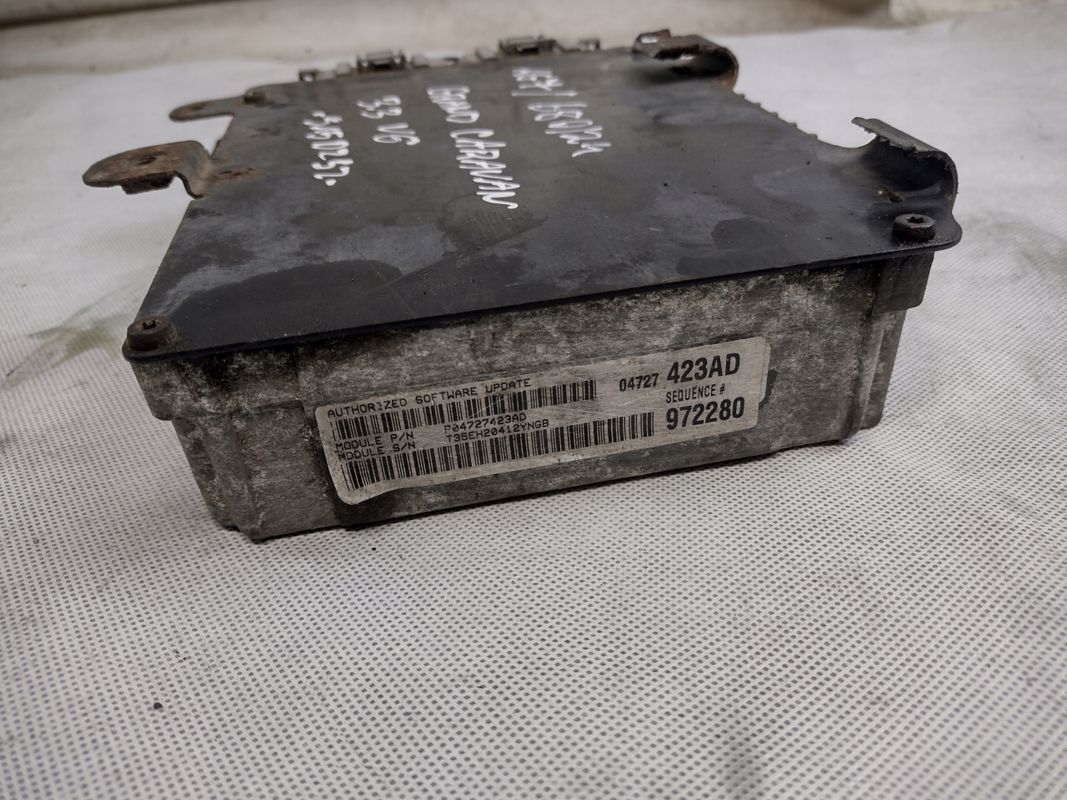 GRAND CARAVAN
3.3 V6
AUTHORIZED SOFTWARE UPDATE
MODULE P/N P04727423AD
MODULE S/N T35EH20412YNGB
04727 423AD
SEQUENCE #
972280